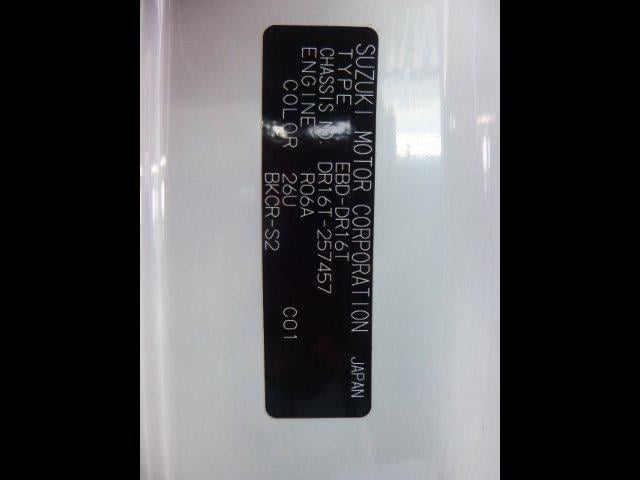 SUZUKI MOTOR CORPORATION JAPAN
TYPE EBD-DR16T
CHASSIS NO DR16T-257457
ENGINE R06A
COLOR 26U C01
BKCR-S2